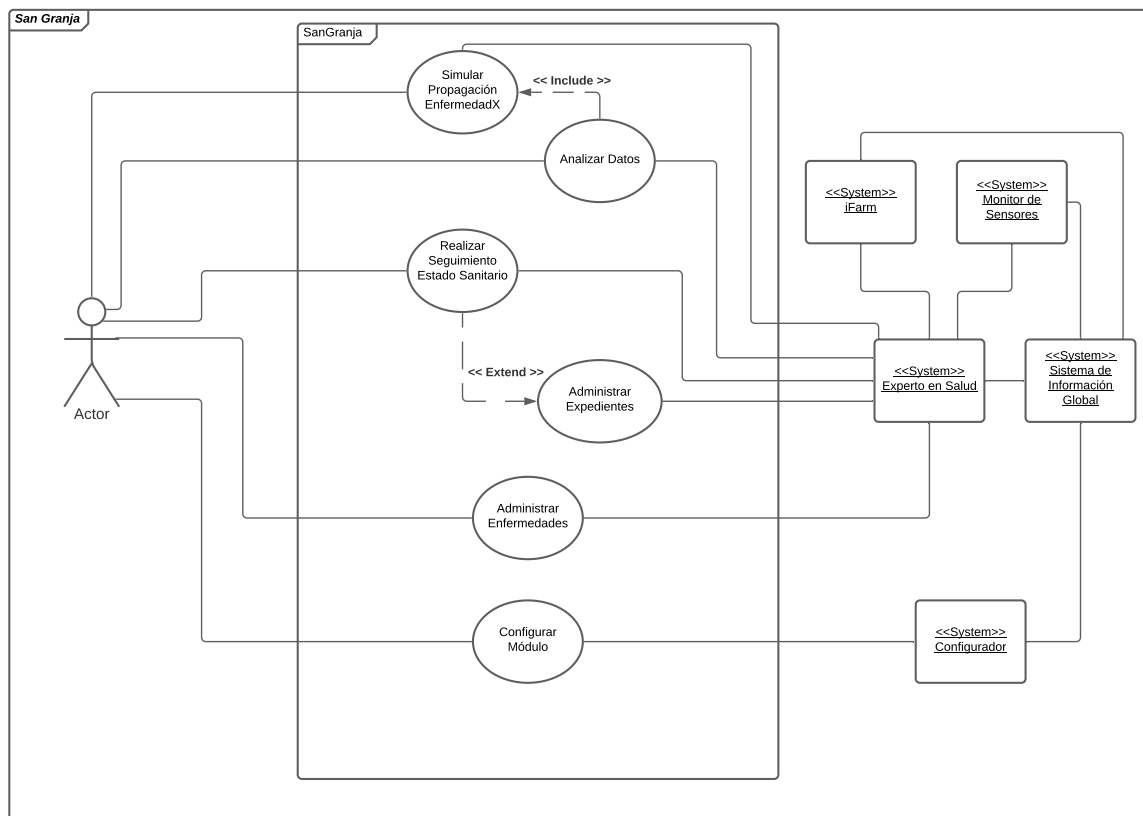 San Granja
SanGranja
Simular
Propagación
EnfermedadX
<< Include >>
Analizar Datos
<<System>>
iFarm
<<System>>
Monitor de
Sensores
Realizar
Seguimiento
Estado Sanitario
Actor
<< Extend >>
Administrar
Expedientes
<<System>>
Experto en Salud
<<System>>
Sistema de
Información
Global
Administrar
Enfermedades
Configurar
Módulo
<<System>>
Configurador